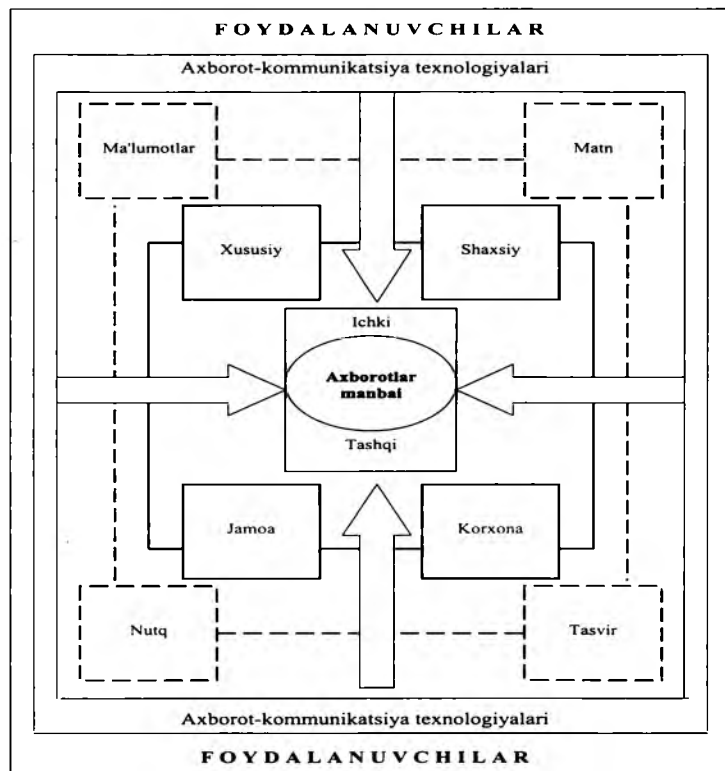 FOYDALANUVCHILAR
Axborot-kommunikatsiya texnologiyalari
Ma'lumotlar
Matn
Xususiy
Shaxsiy
Ichki
Axborotlar
manbai
Tashqi
Jamoa
Korxona
Nutq
Tasvir
Axborot-kommunikatsiya texnologiyalari
FOYDALANUVCHILAR